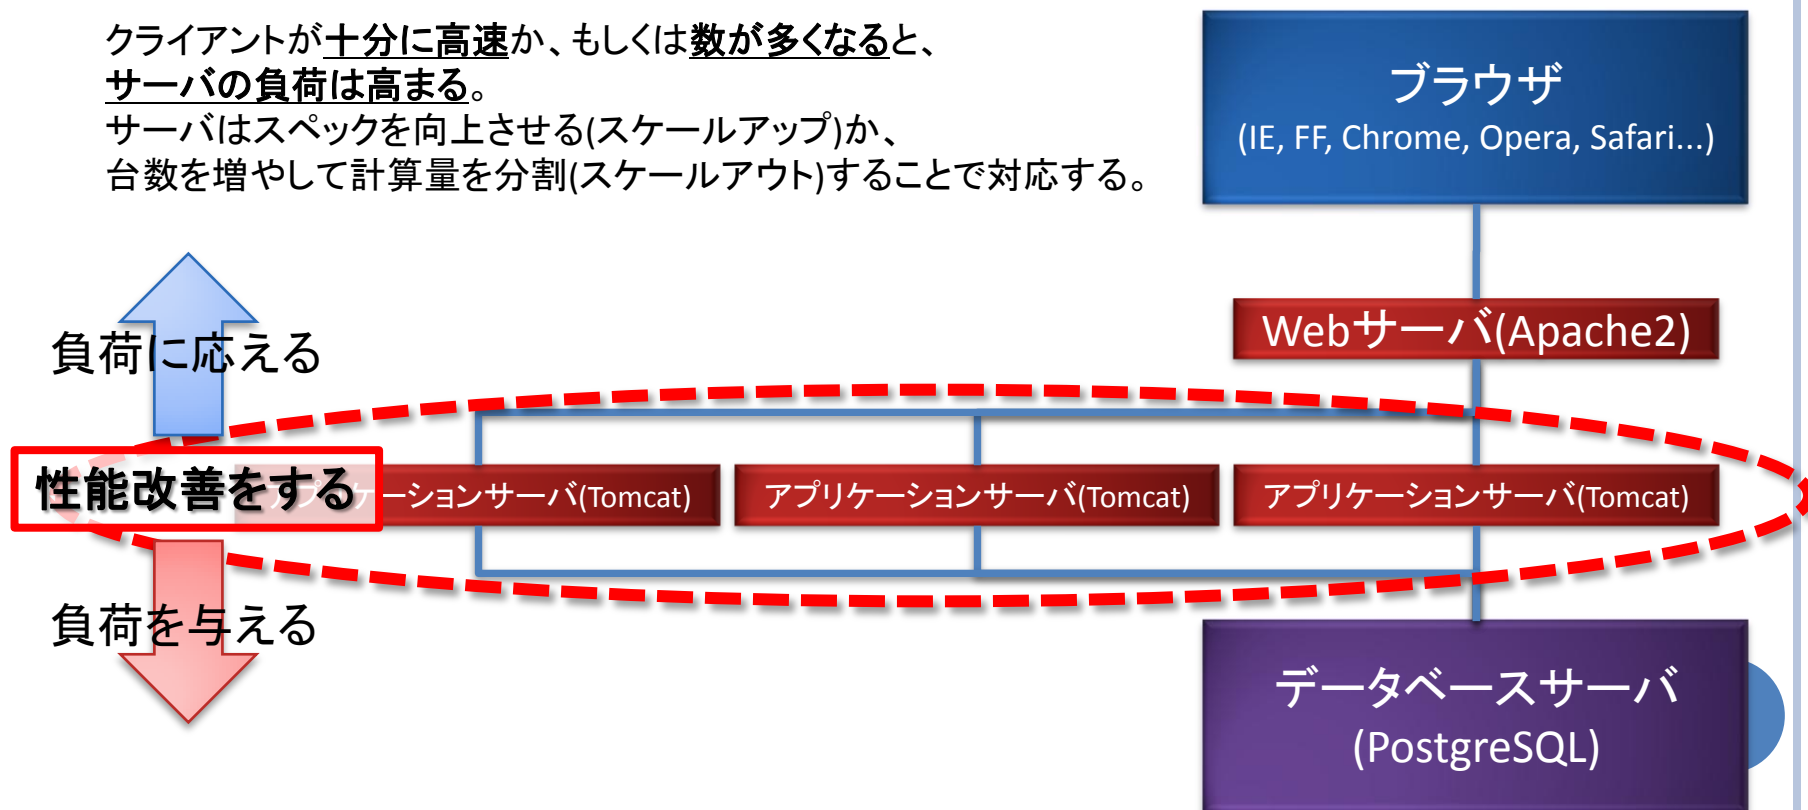 クライアントが十分に高速か、もしくは数が多くなると、
サーバの負荷は高まる。
サーバはスペックを向上させる(スケールアップ)か、
台数を増やして計算量を分割(スケールアウト)することで対応する。
ブラウザ
(IE, FF, Chrome, Opera, Safari...)
負荷に応える
Webサーバ(Apache2)
性能改善をする
アプリケーションサーバ(Tomcat)
アプリケーションサーバ(Tomcat)
アプリケーションサーバ(Tomcat)
負荷を与える
データベースサーバ
(PostgreSQL)